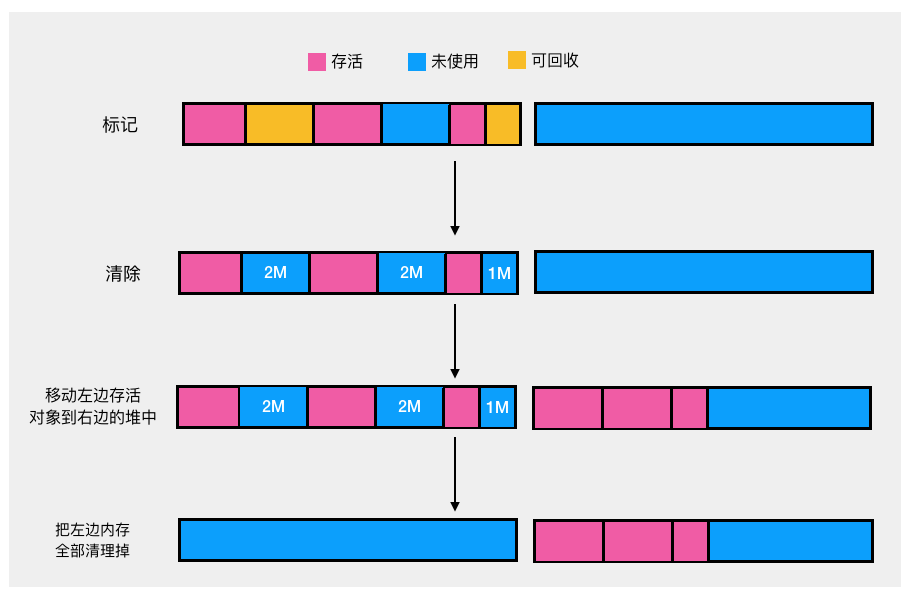 存活 未使用 可回收
标记
清除
2M 2M 1M
移动左边存活
对象到右边的堆中
2M 2M 1M
把左边内存
全部清理掉